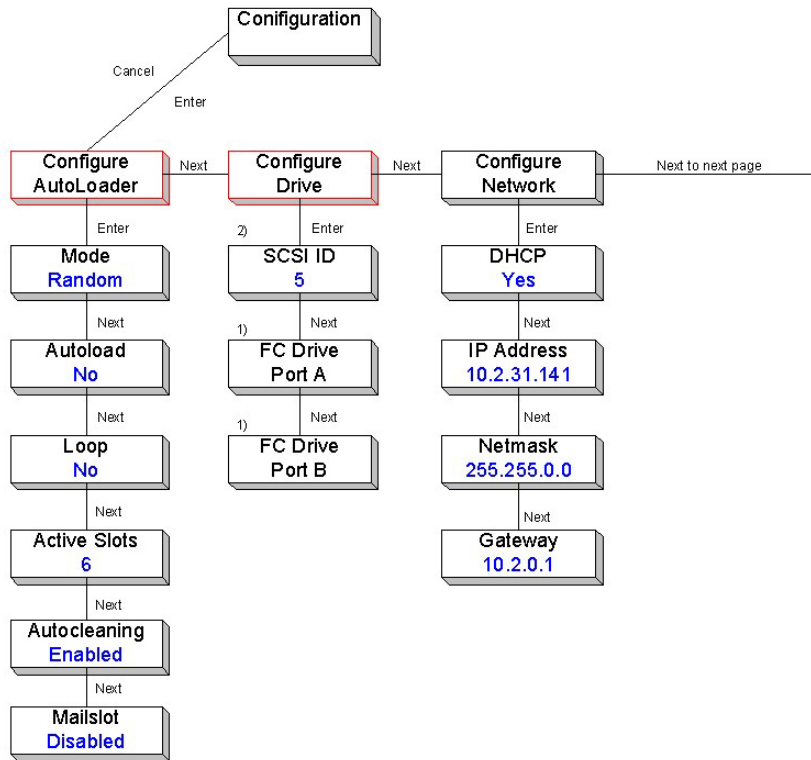 Conifiguration
Cancel
Enter
Configure
AutoLoader
Next
Configure
Drive
Next
Configure
Network
Next to next page
Enter
Mode
Random
Next
Autoload
No
Next
Loop
No
Next
Active Slots
6
Next
Autocleaning
Enabled
Next
Mailslot
Disabled
2)
Enter
SCSI ID
5
1)
Next
FC Drive
Port A
1)
Next
FC Drive
Port B
Enter
DHCP
Yes
Next
IP Address
10.2.31.141
Next
Netmask
255.255.0.0
Next
Gateway
10.2.0.1